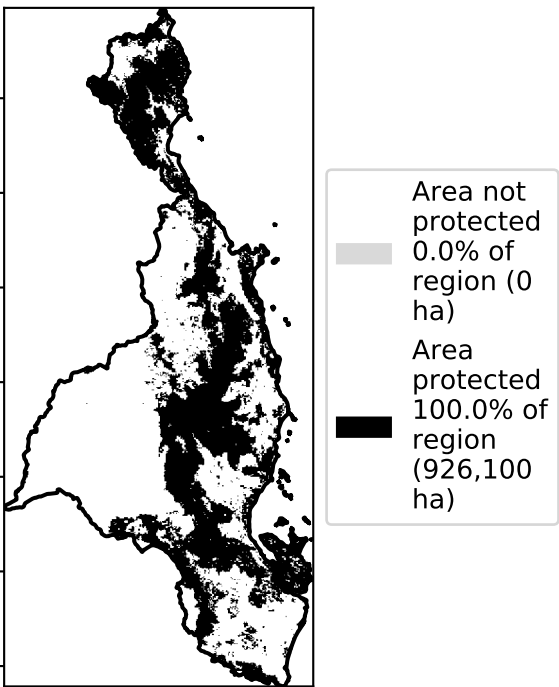 Area not
protected
0.0% of
region (0
ha)
Area
protected
100.0% of
region
(926,100
ha)